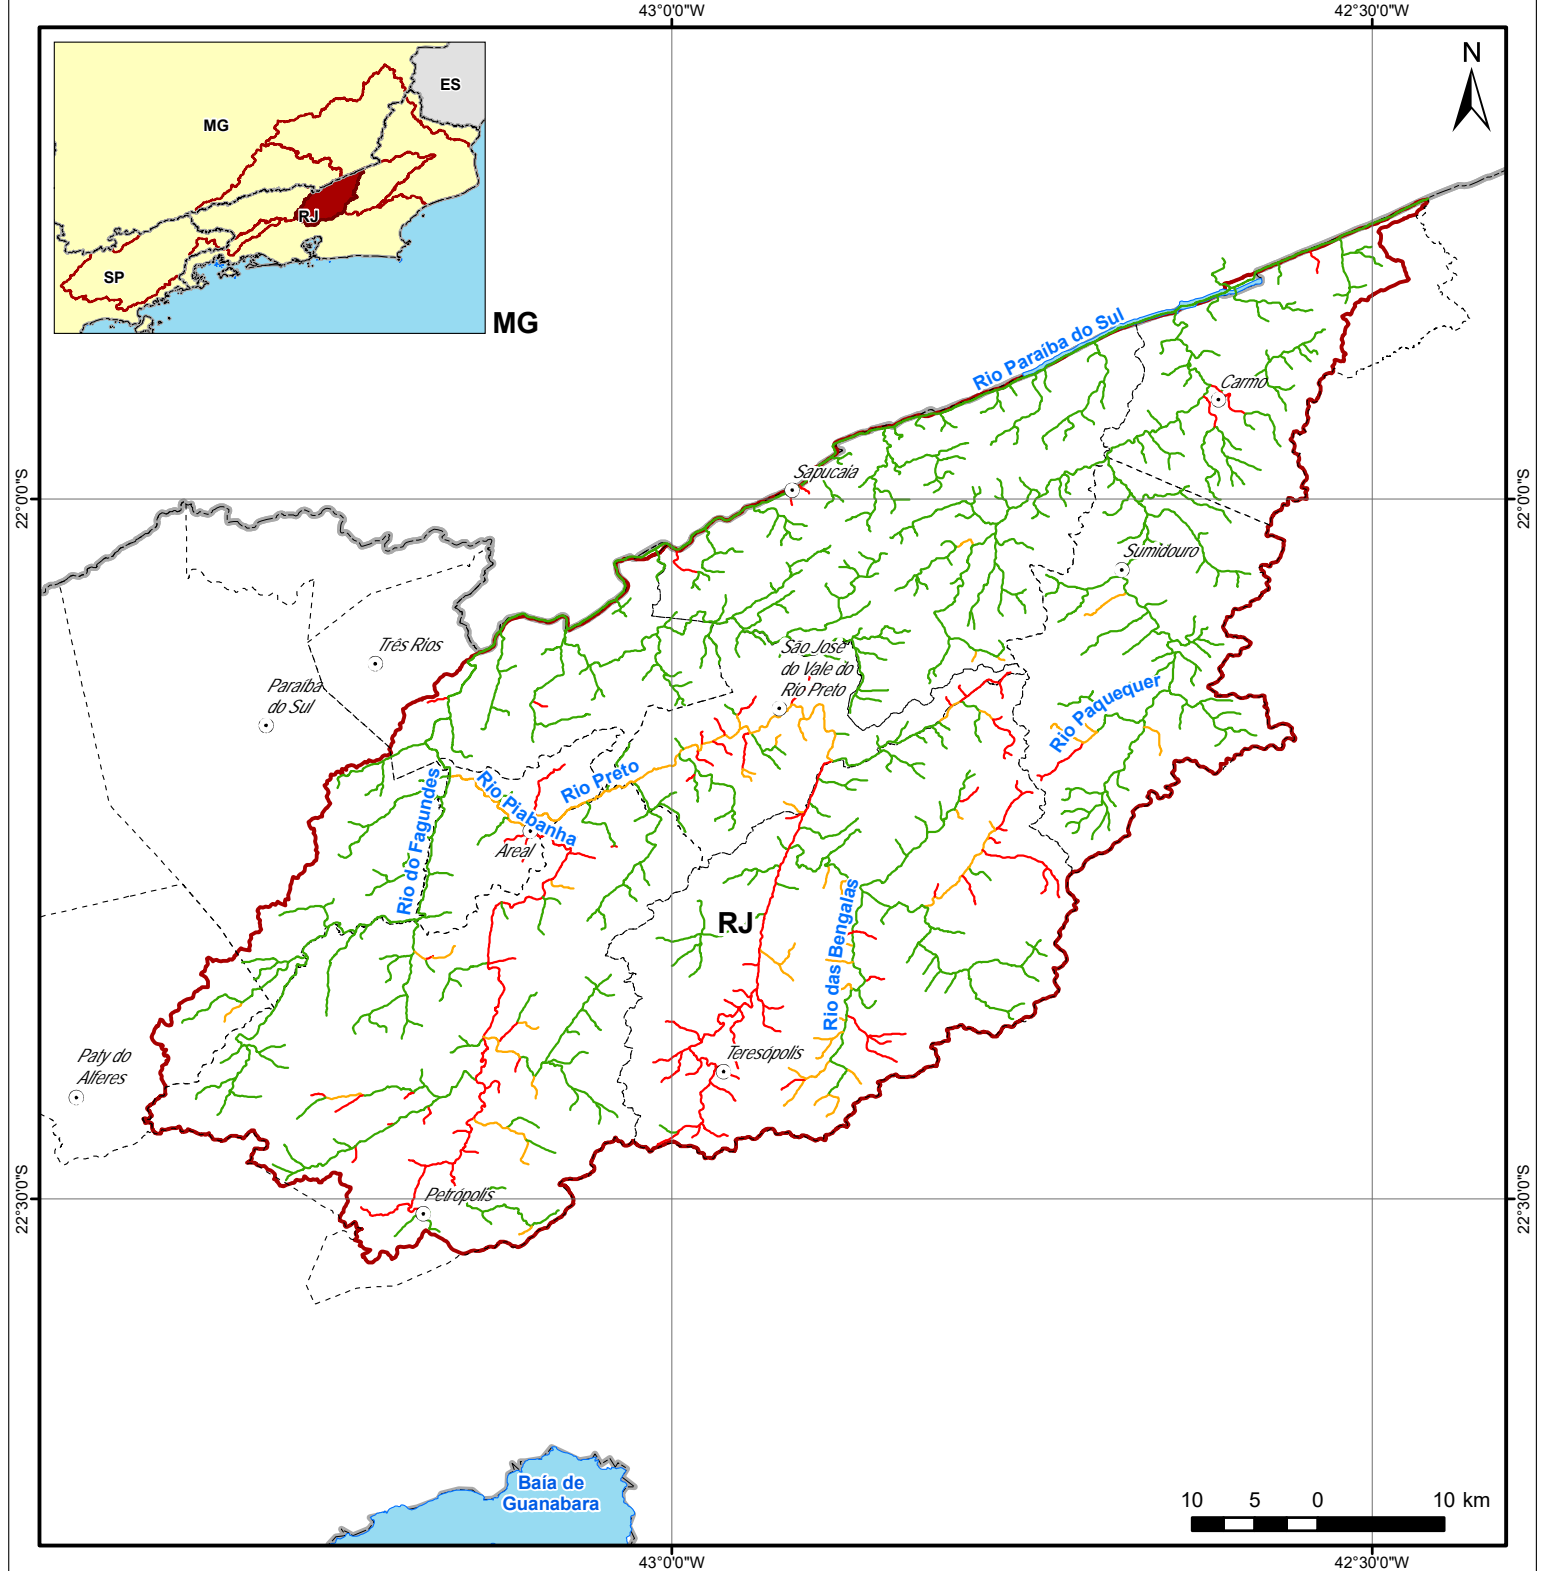 43°0'0"W
42°30'0"W
ES
MG
RJ
SP
N
MG
Rio Paraíba do Sul
Carmo
Sapucaia
22°0'0"S
22°0'0"S
Sumidouro
Três Rios
São José
do Vale do
Rio Preto
Paraíba
do Sul
Rio Paquequer
Rio Preto
Rio Piabanha
Rio do Fagundes
Areal
Rio das Bengalas
RJ
Teresópolis
Paty do
Alferes
Petrópolis
22°30'0"S
22°30'0"S
Baía de
Guanabara
10 5 0 10 km
43°0'0"W
42°30'0"W